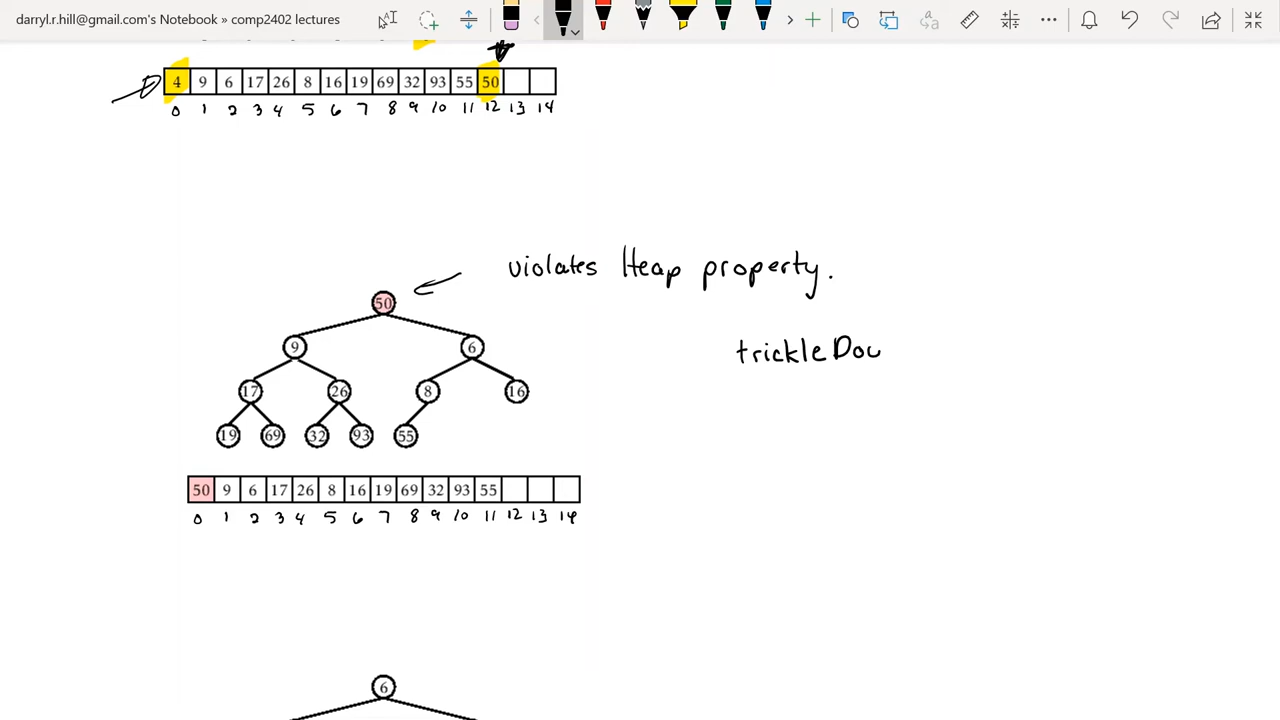 darryl.r.hill@gmail.com's Notebook » comp2402 lectures
4 9 6 17 26 8 16 19 69 32 93 55 50
0 1 2 3 4 5 6 7 8 9 10 11 12 13 14
violates Heap property.
50
9 6
trickleDow
17 26 8 16
19 69 32 93 55
50 9 6 17 26 8 16 19 69 32 93 55
0 1 2 3 4 5 6 7 8 9 10 11 12 13 14
6